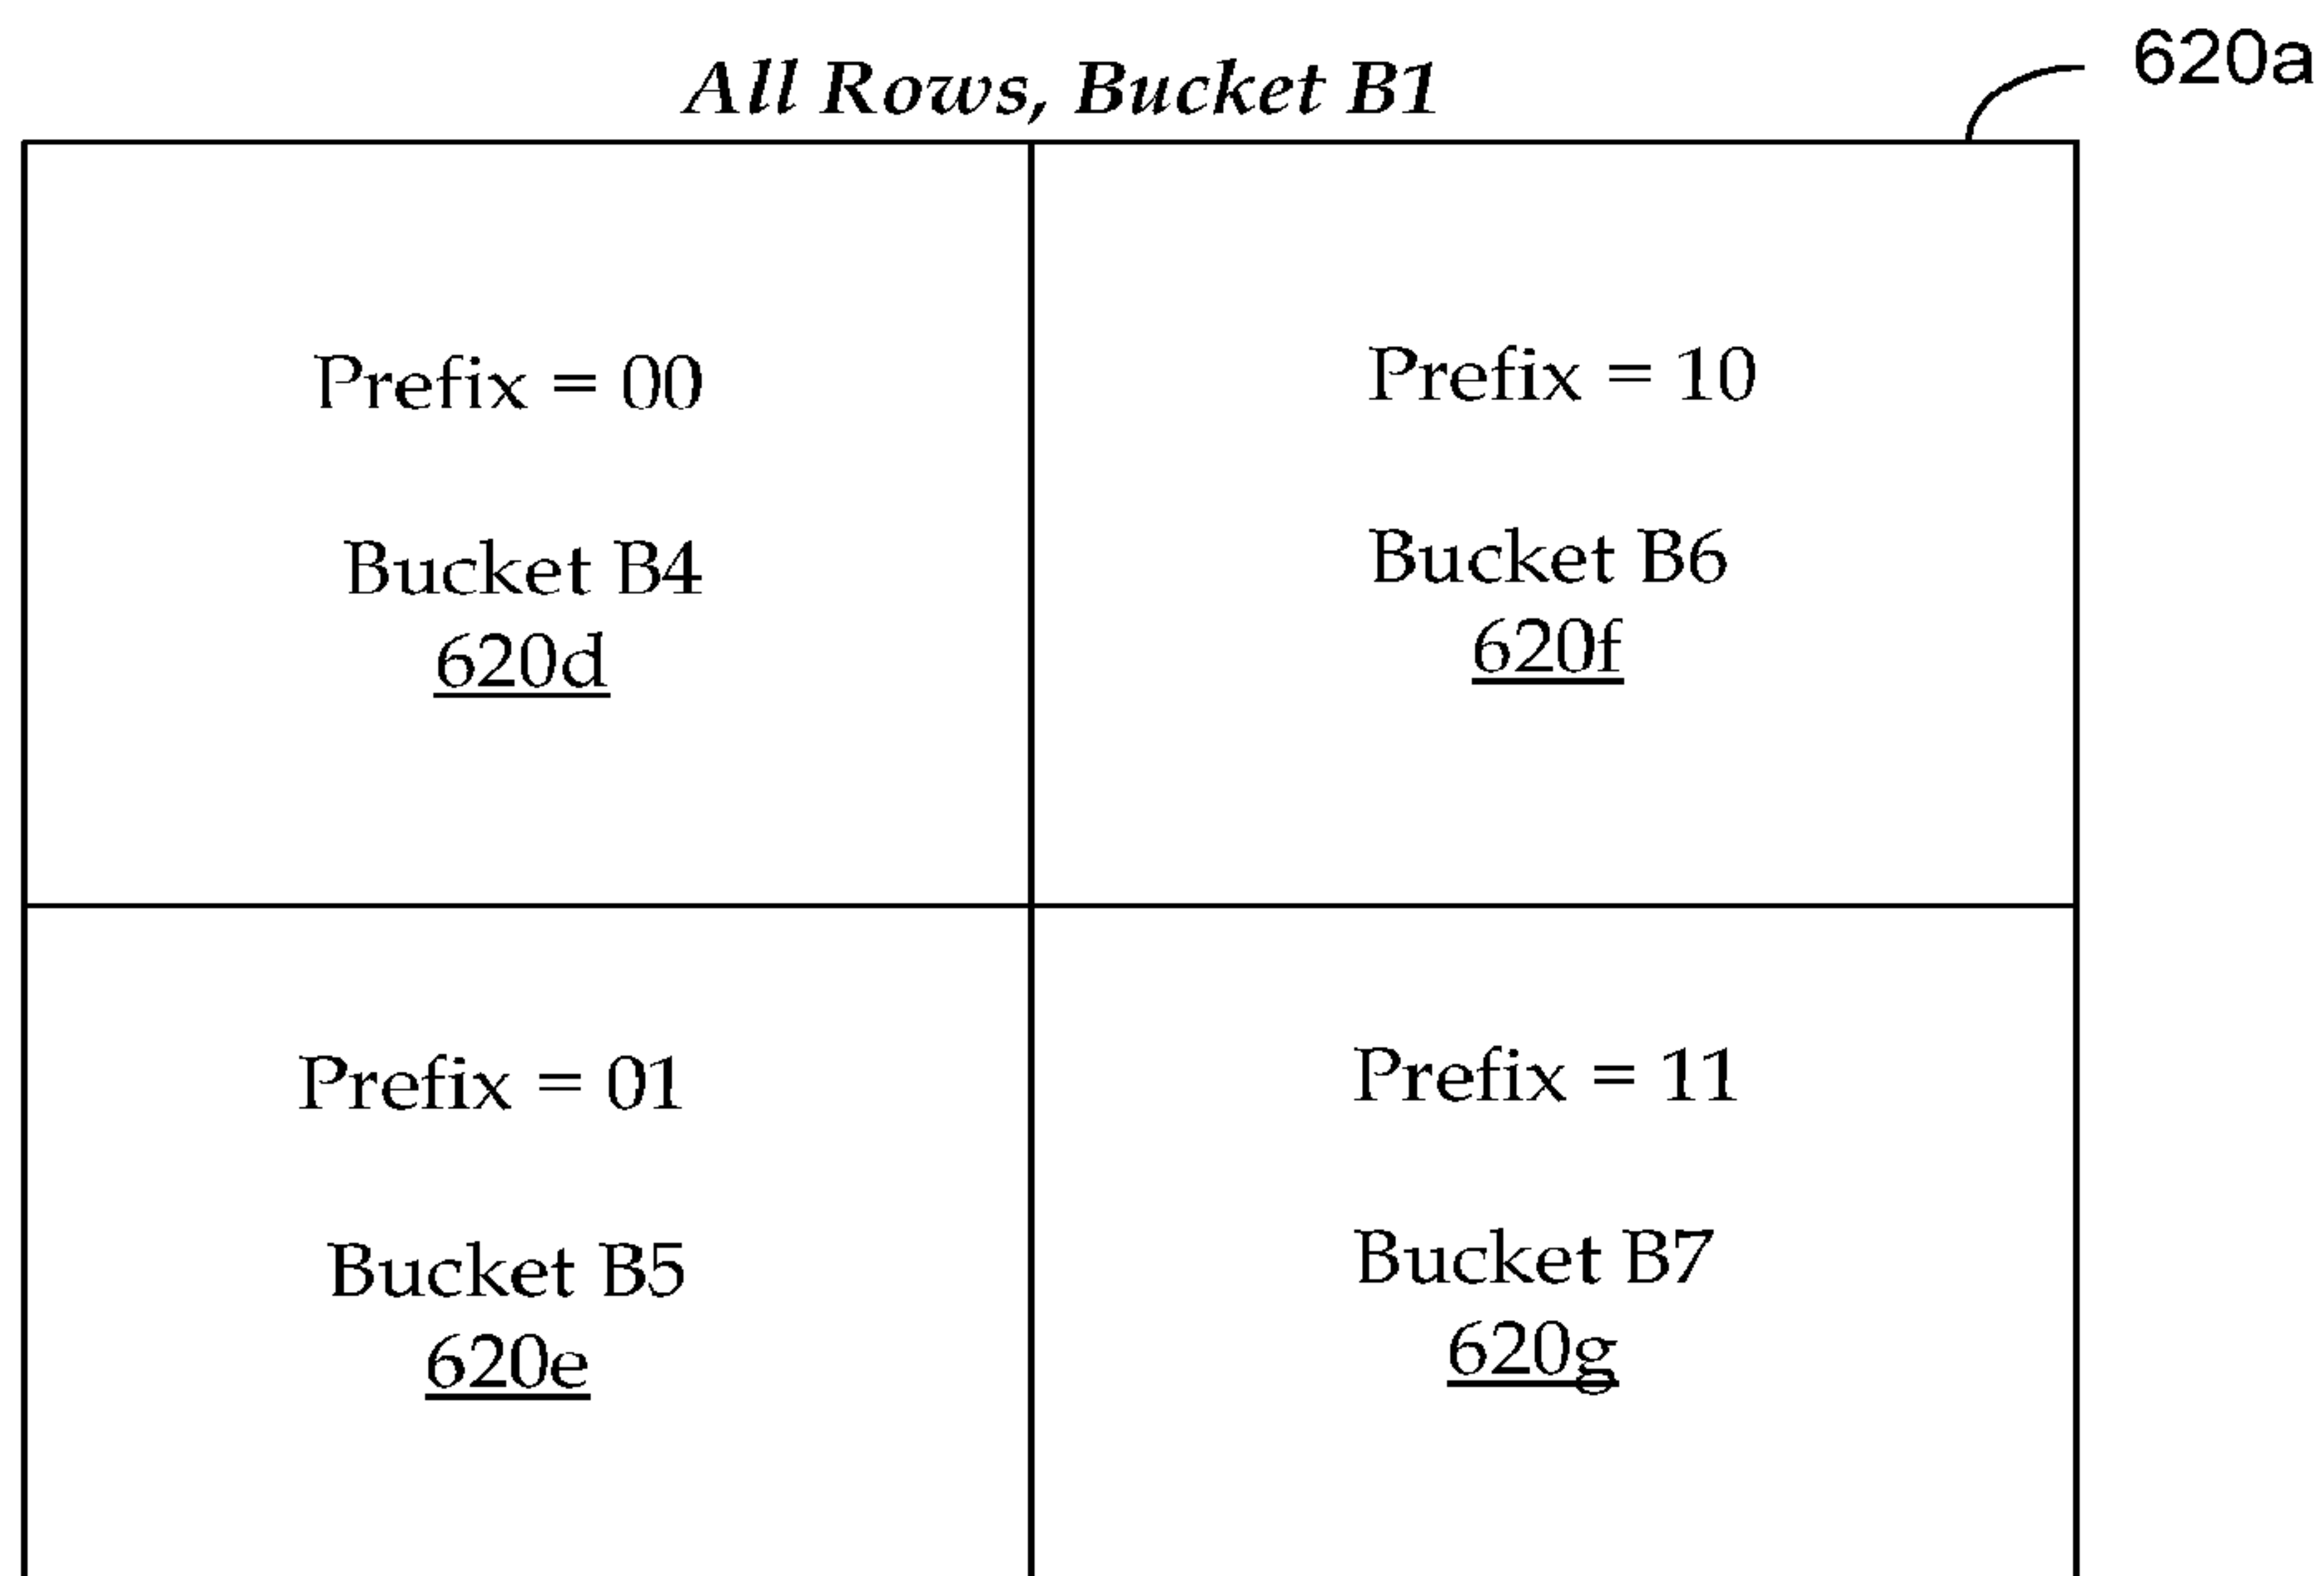 620a
All Rows, Bucket B1
Prefix = 00
Bucket B4
620d
Prefix = 10
Bucket B6
620f
Prefix = 01
Bucket B5
620e
Prefix = 11
Bucket B7
620g